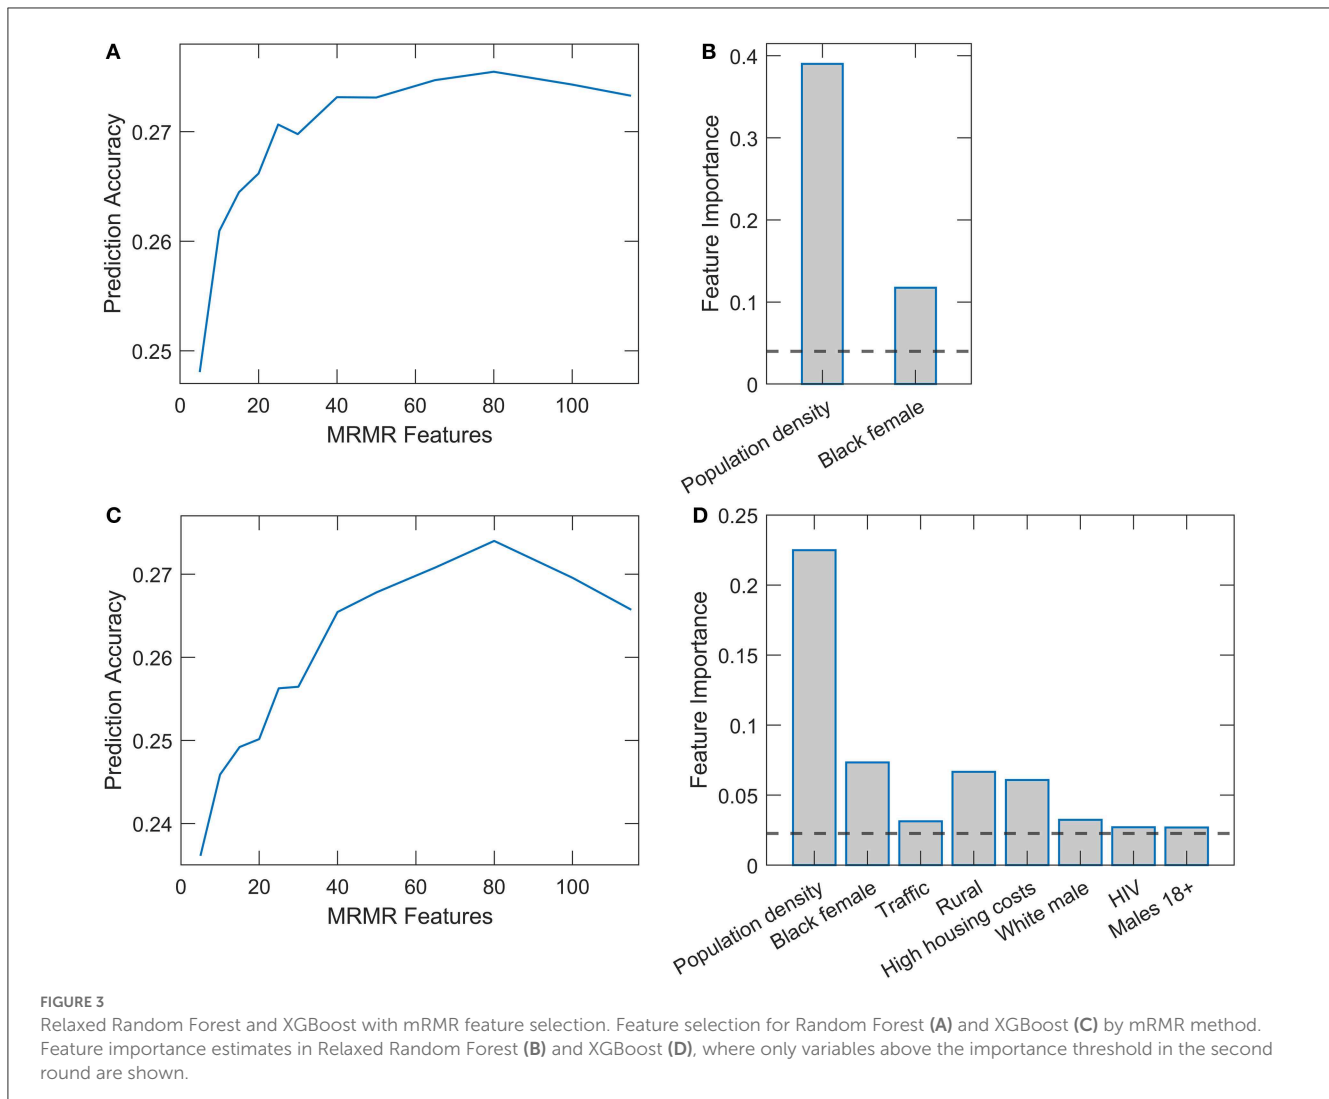 A
Prediction Accuracy
0.27
0.26
0.25
0 20 40 60 80 100
MRMR Features
B
Feature Importance
0.4
0.3
0.2
0.1
0
Population density
Black female
C
Prediction Accuracy
0.27
0.26
0.25
0.24
0 20 40 60 80 100
MRMR Features
D
Feature Importance
0.25
0.2
0.15
0.1
0.05
0
Population density
Black female
Traffic
Rural
High housing costs
White male
HIV
Males 18+
FIGURE 3
Relaxed Random Forest and XGBoost with mRMR feature selection. Feature selection for Random Forest (A) and XGBoost (C) by mRMR method.
Feature importance estimates in Relaxed Random Forest (B) and XGBoost (D), where only variables above the importance threshold in the second
round are shown.